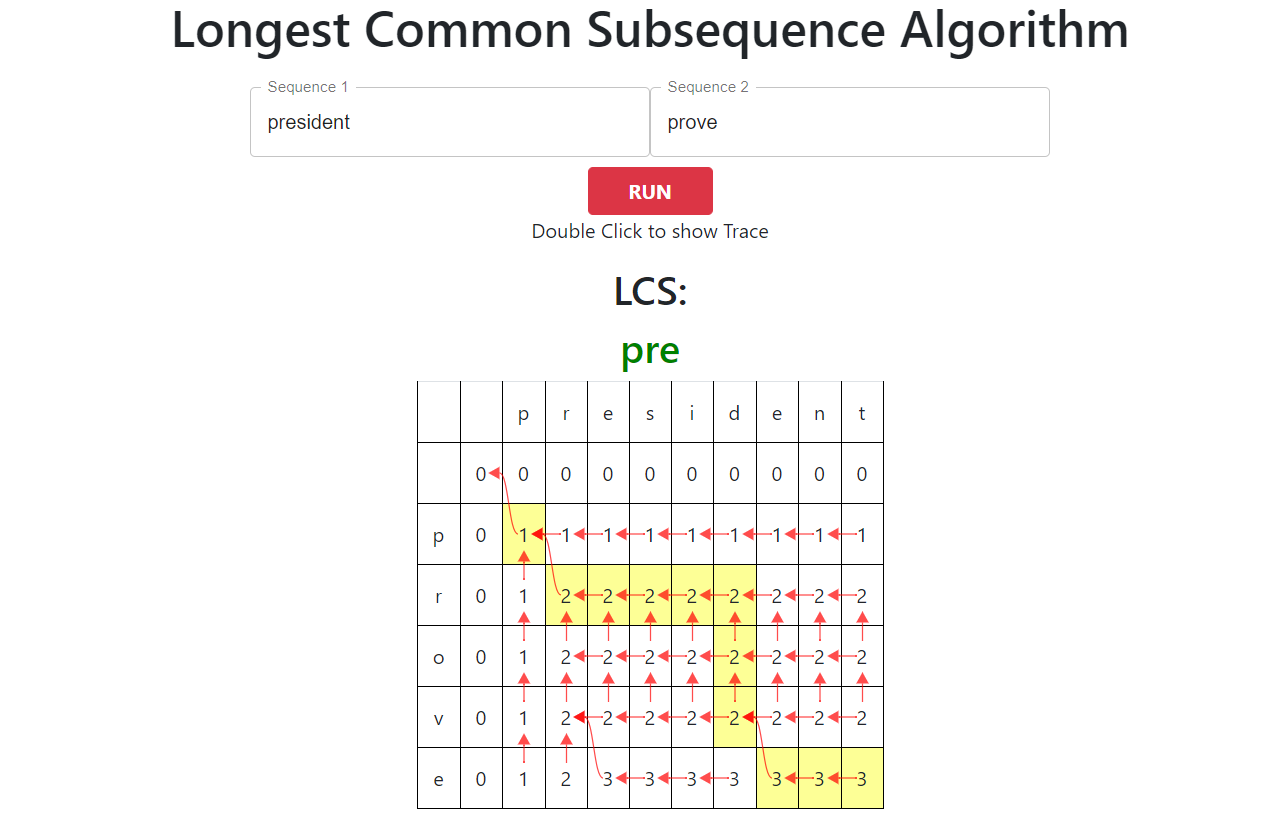 Longest Common Subsequence Algorithm
Sequence 1
president
Sequence 2
prove
RUN
Double Click to show Trace
LCS:
pre
p r e s i d e n t
0 0 0 0 0 0 0 0 0 0
p 0 1 1 1 1 1 1 1 1 1
r 0 1 2 2 2 2 2 2 2 2
o 0 1 2 2 2 2 2 2 2 2
v 0 1 2 2 2 2 2 2 2 2
e 0 1 2 3 3 3 3 3 3 3